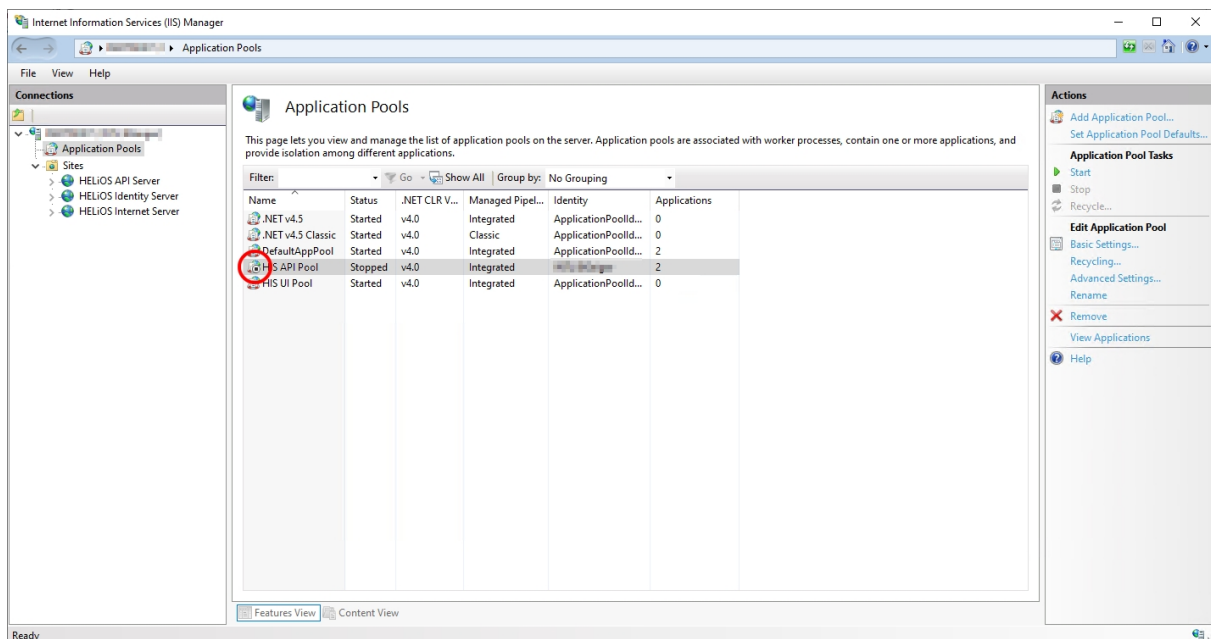 Internet Information Services (IIS) Manager
Application Pools
File View Help
Connections
Application Pools
Sites
HELiOS API Server
HELiOS Identity Server
HELiOS Internet Server
Application Pools
This page lets you view and manage the list of application pools on the server. Application pools are associated with worker processes, contain one or more applications, and
provide isolation among different applications.
Filter: Go Show All Group by: No Grouping
Name Status .NET CLR V... Managed Pipel... Identity Applications
.NET v4.5 Started v4.0 Integrated ApplicationPoolId... 0
.NET v4.5 Classic Started v4.0 Classic ApplicationPoolId... 0
DefaultAppPool Started v4.0 Integrated ApplicationPoolId... 2
HIS API Pool Stopped v4.0 Integrated 2
HIS UI Pool Started v4.0 Integrated ApplicationPoolId... 0
Features View Content View
Actions
Add Application Pool...
Set Application Pool Defaults...
Application Pool Tasks
Start
Stop
Recycle...
Edit Application Pool
Basic Settings...
Recycling...
Advanced Settings...
Rename
Remove
View Applications
Help
Ready